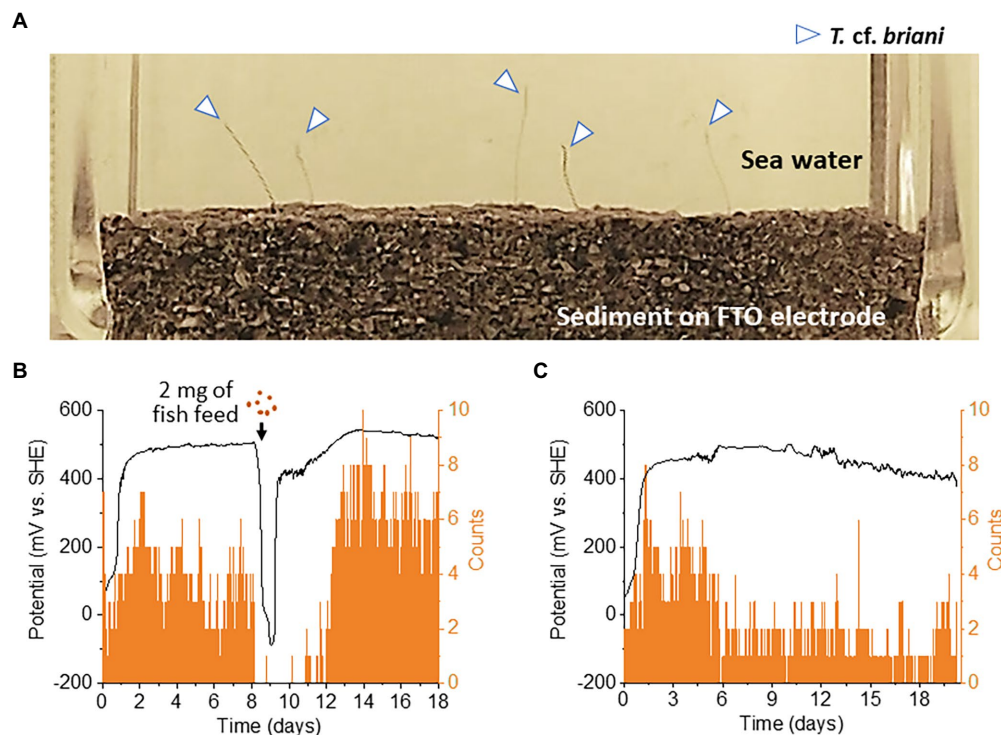 A
T. cf. briani
Sea water
Sediment on FTO electrode
B
2 mg of
fish feed
Potential (mV vs. SHE)
600
400
200
0
-200
10
8
6
4
2
0
Counts
0 2 4 6 8 10 12 14 16 18
Time (days)
C
Potential (mV vs. SHE)
600
400
200
0
-200
10
8
6
4
2
0
Counts
0 3 6 9 12 15 18
Time (days)